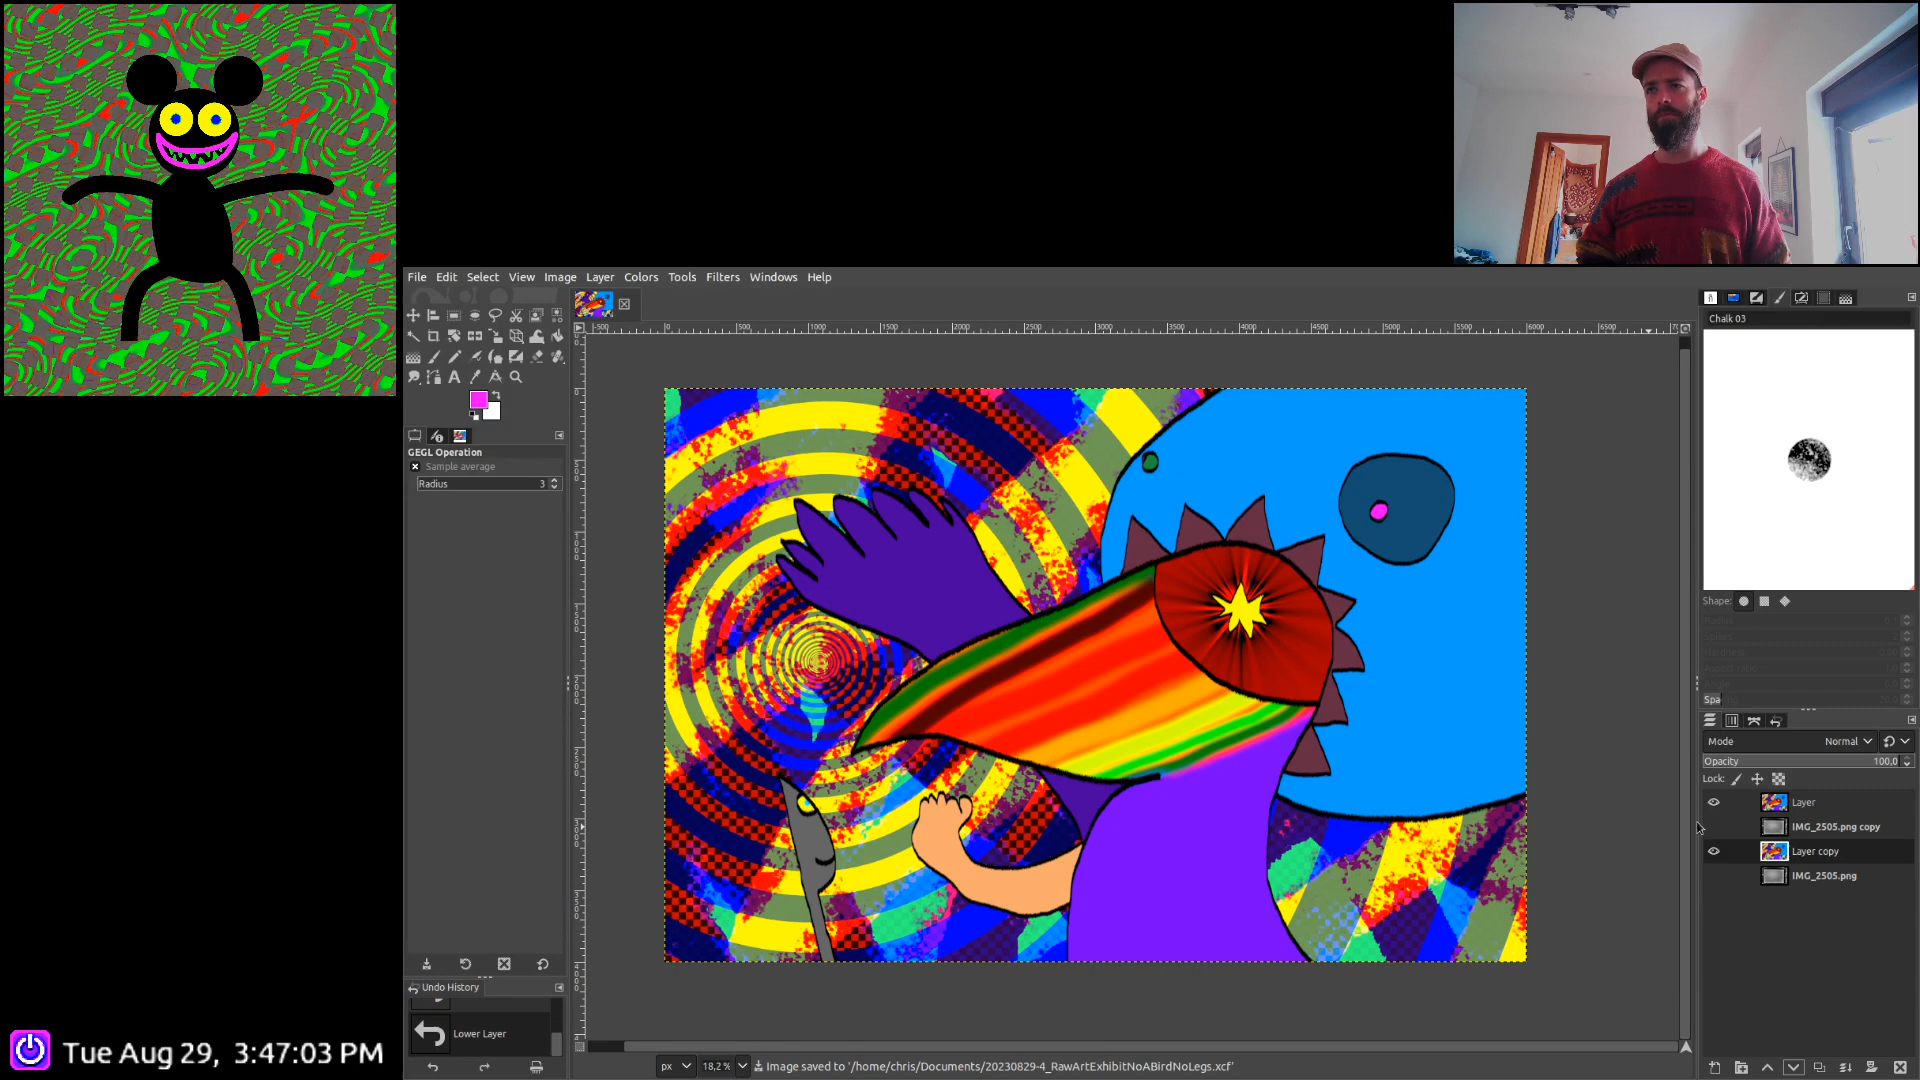 File Edit Select View Image Layer Colors Tools Filters Windows Help
Chalk 03
GEGL Operation
Sample average
Radius 3
Shape:
Spa
Mode Normal
Opacity 100,0
Lock:
Layer
IMG_2505.png copy
Layer copy
IMG_2505.png
Undo History
Lower Layer
Tue Aug 29, 3:47:03 PM
px 18,2 % Image saved to '/home/chris/Documents/20230829-4_RawArtExhibitNoABirdNoLegs.xcf'